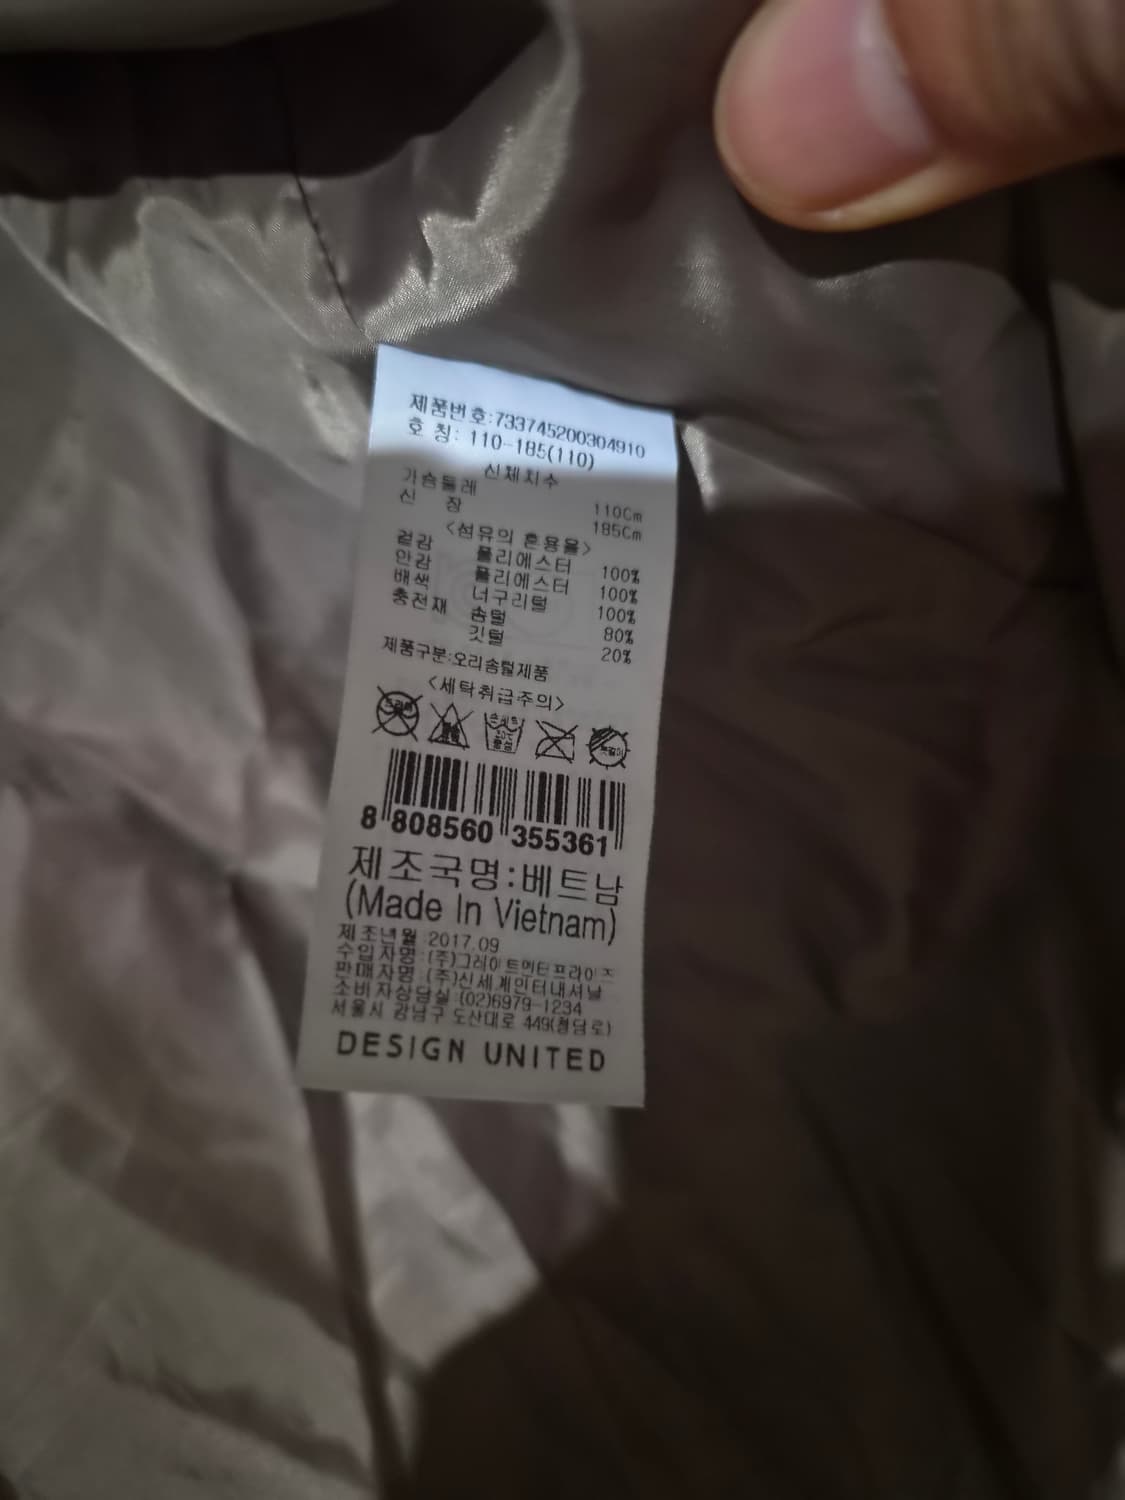 제품번호:733745200304910
호 칭: 110-185(110)
신체치수
가슴둘레 110Cm
신 장 185Cm
<섬유의 혼용율>
겉감 폴리에스터 100%
안감 폴리에스터 100%
배색 너구리털 100%
충전재 솜털 80%
깃털 20%
제품구분:오리솜털제품
<세탁취급주의>
8 808560 355361
제조국명:베트남
(Made In Vietnam)
제조년월:2017.09
수입자명:(주)그레이트엔터프라이즈
판매자명:(주)신세계인터내셔날
소비자상담실:(02)6979-1234
서울시 강남구 도산대로 449(청담로)
DESIGN UNITED